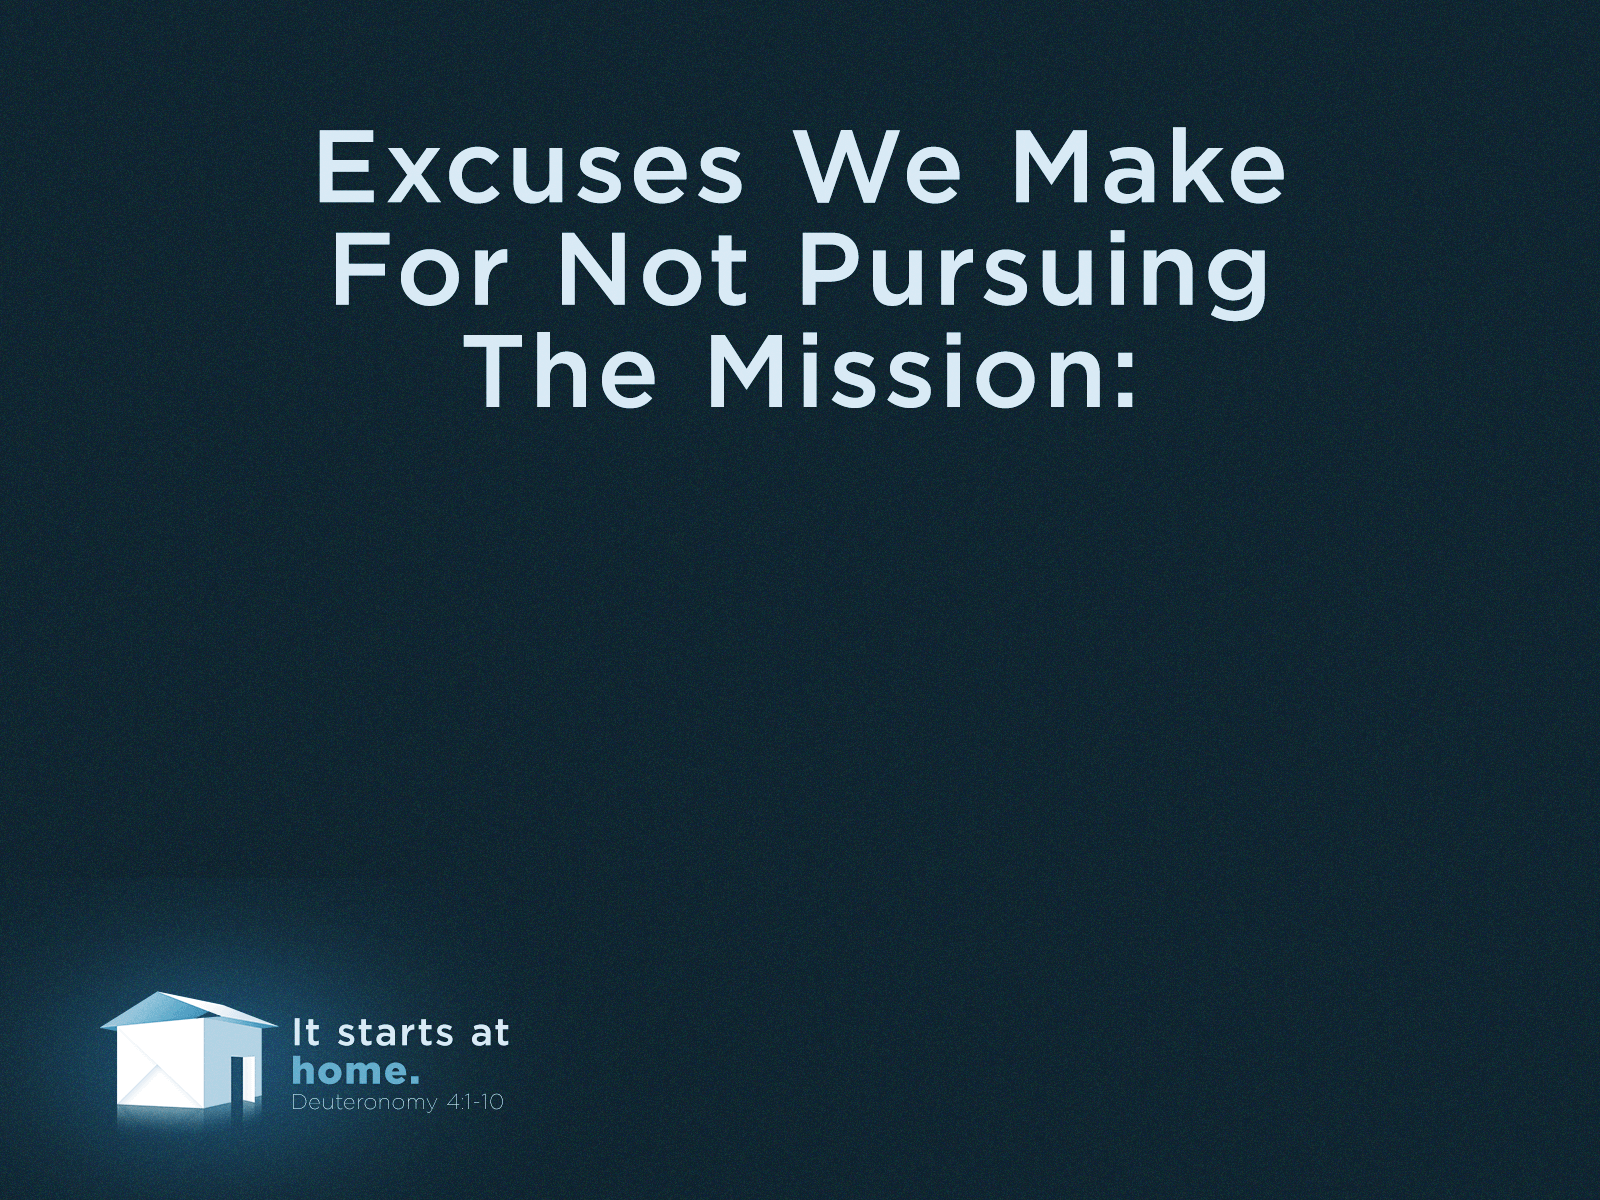 Excuses We Make
For Not Pursuing
The Mission:
It starts at
home.
Deuteronomy 4:1-10